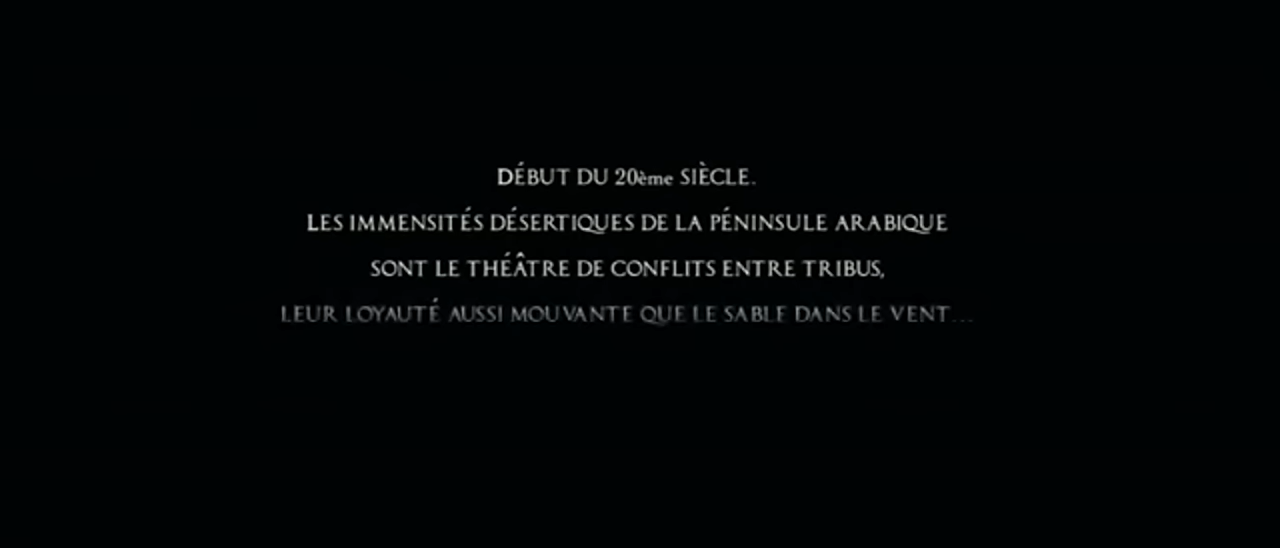 DÉBUT DU 20ème SIÈCLE.
LES IMMENSITÉS DÉSERTIQUES DE LA PÉNINSULE ARABIQUE
SONT LE THÉÂTRE DE CONFLITS ENTRE TRIBUS,
LEUR LOYAUTÉ AUSSI MOUVANTE QUE LE SABLE DANS LE VENT...